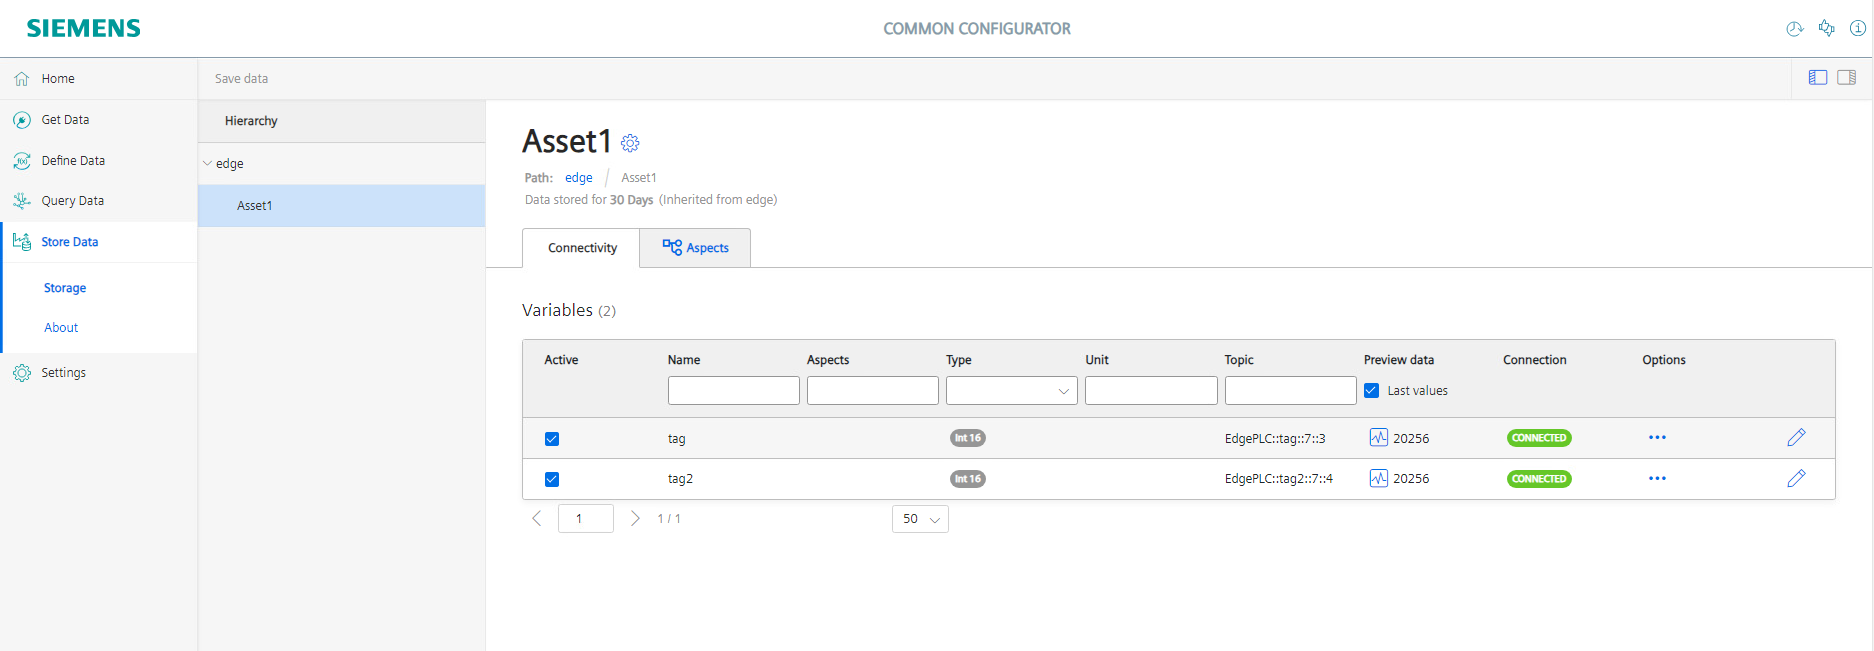 SIEMENS
COMMON CONFIGURATOR
Home
Save data
Get Data
Define Data
Query Data
Store Data
Storage
About
Settings
Hierarchy
edge
Asset1
Asset1
Path: edge / Asset1
Data stored for 30 Days (Inherited from edge)
Connectivity
Aspects
Variables (2)
Active Name Aspects Type Unit Topic Preview data Connection Options
Last values
tag Int 16 EdgePLC::tag::7::3 20256 CONNECTED
tag2 Int 16 EdgePLC::tag2::7::4 20256 CONNECTED
1 1 / 1 50